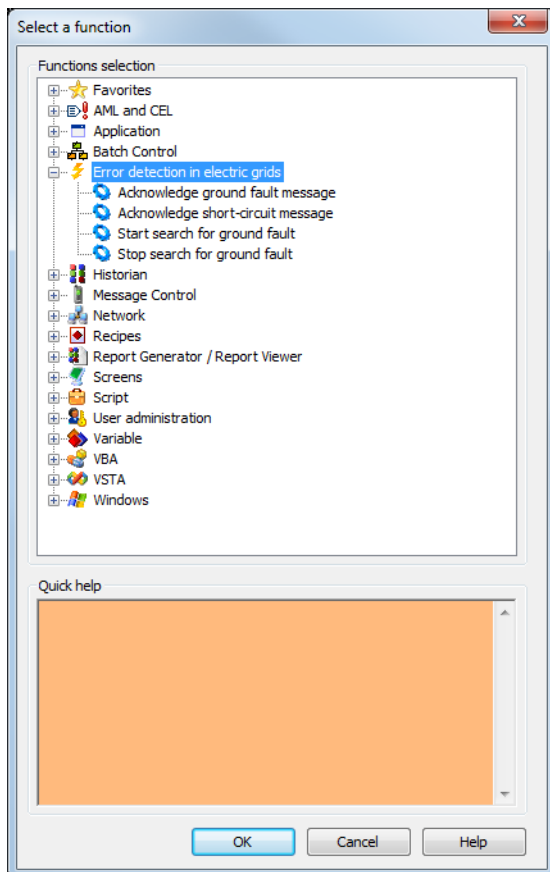 Select a function
Functions selection
Favorites
AML and CEL
Application
Batch Control
Error detection in electric grids
Acknowledge ground fault message
Acknowledge short-circuit message
Start search for ground fault
Stop search for ground fault
Historian
Message Control
Network
Recipes
Report Generator / Report Viewer
Screens
Script
User administration
Variable
VBA
VSTA
Windows
Quick help
OK Cancel Help